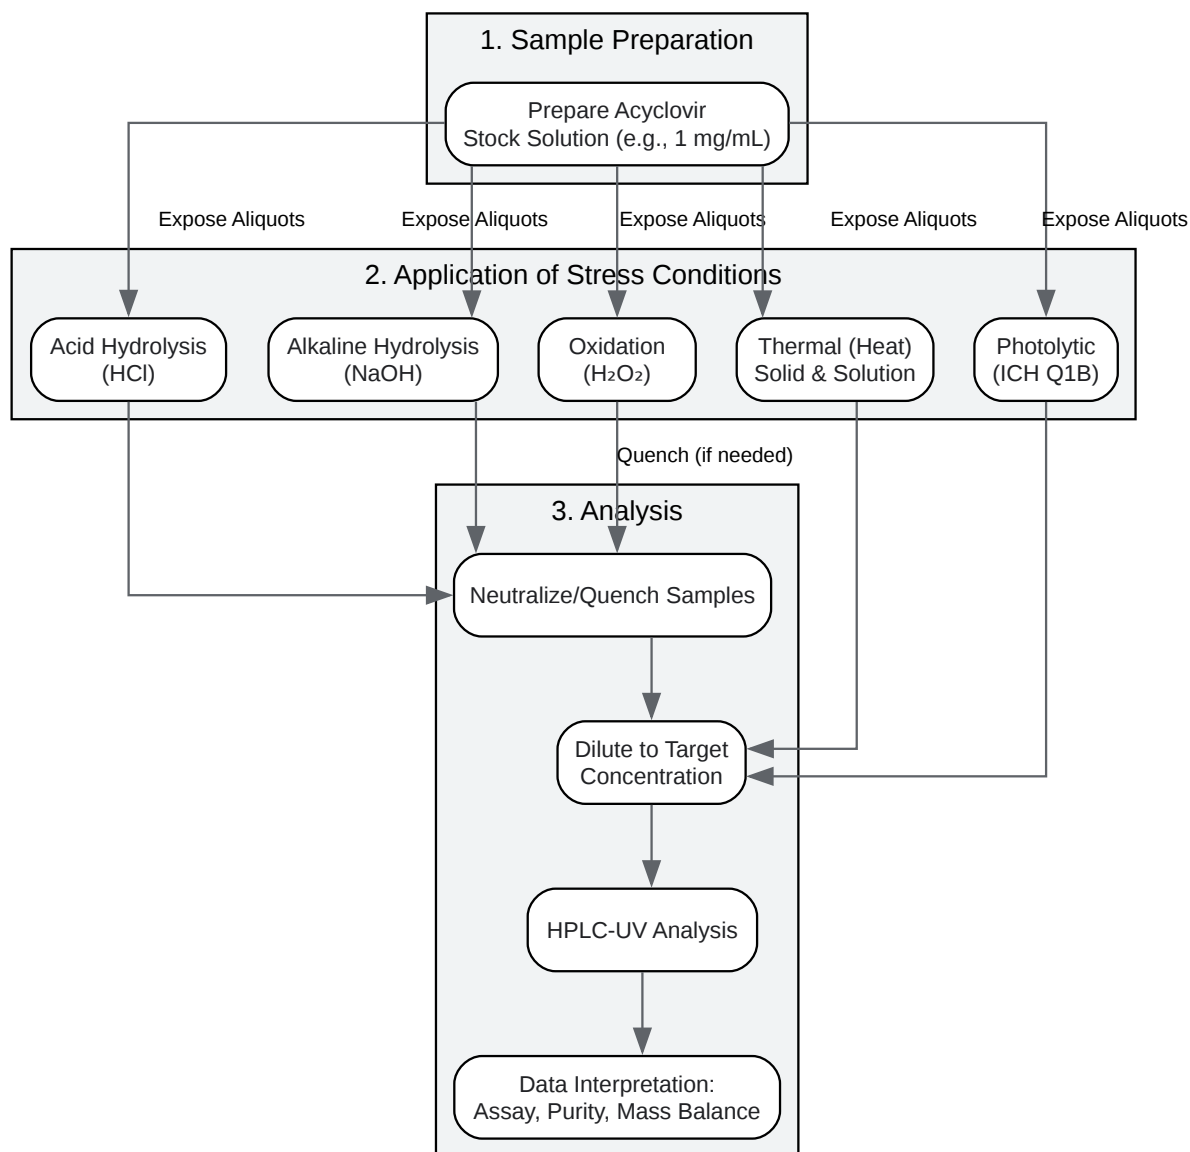 1. Sample Preparation
Prepare Acyclovir
Stock Solution (e.g., 1 mg/mL)
Expose Aliquots
Expose Aliquots
Expose Aliquots
Expose Aliquots
Expose Aliquots
2. Application of Stress Conditions
Acid Hydrolysis
(HCl)
Alkaline Hydrolysis
(NaOH)
Oxidation
(H₂O₂)
Thermal (Heat)
Solid & Solution
Photolytic
(ICH Q1B)
Quench (if needed)
3. Analysis
Neutralize/Quench Samples
Dilute to Target
Concentration
HPLC-UV Analysis
Data Interpretation:
Assay, Purity, Mass Balance